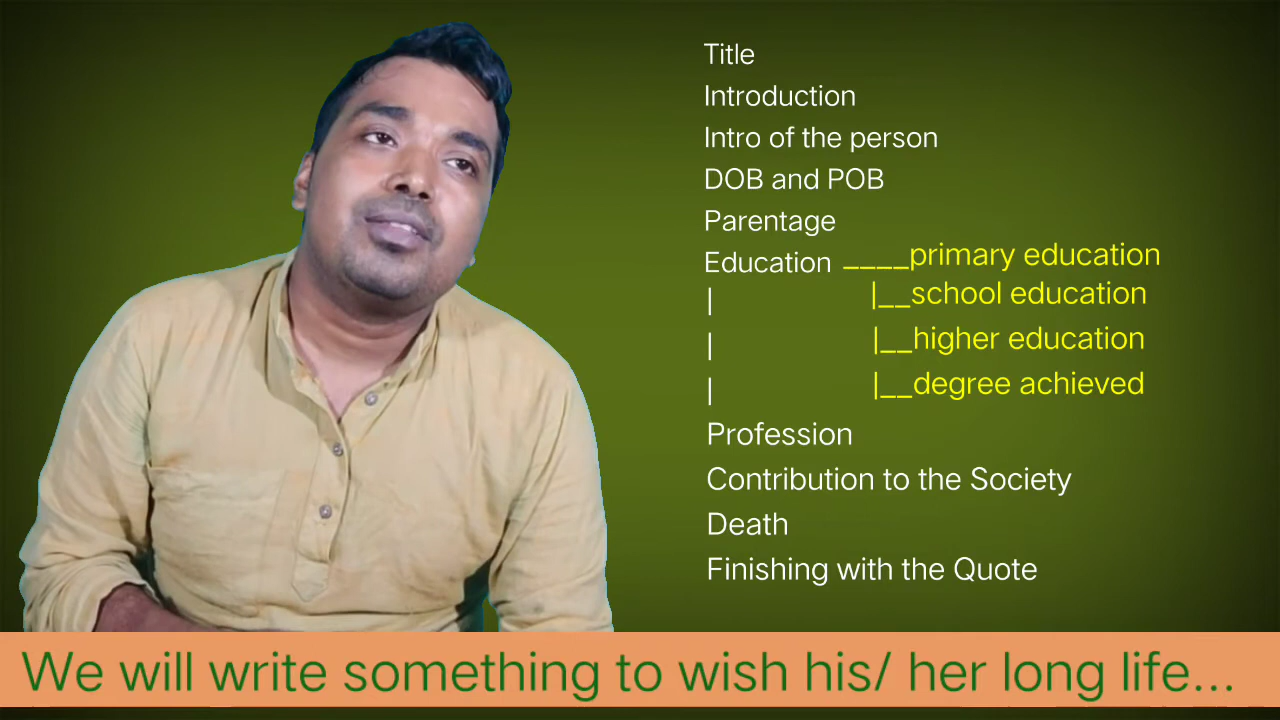 Title
Introduction
Intro of the person
DOB and POB
Parentage
Education ____primary education
| |__school education
| |__higher education
| |__degree achieved
Profession
Contribution to the Society
Death
Finishing with the Quote
We will write something to wish his/ her long life...